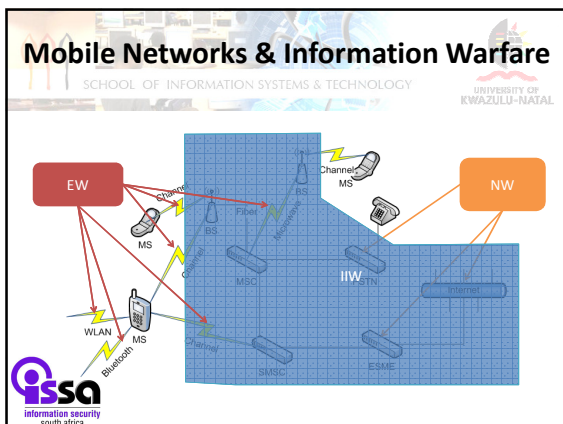 Mobile Networks & Information Warfare
SCHOOL OF INFORMATION SYSTEMS & TECHNOLOGY
UNIVERSITY OF
KWAZULU-NATAL
EW
Channel
MS
BS
Fiber
Microwave
BS
Channel
MS
NW
Channel
MSC
IIW
PSTN
Internet
WLAN
MS
Bluetooth
Channel
SMSC
ESME
issa
information security
south africa